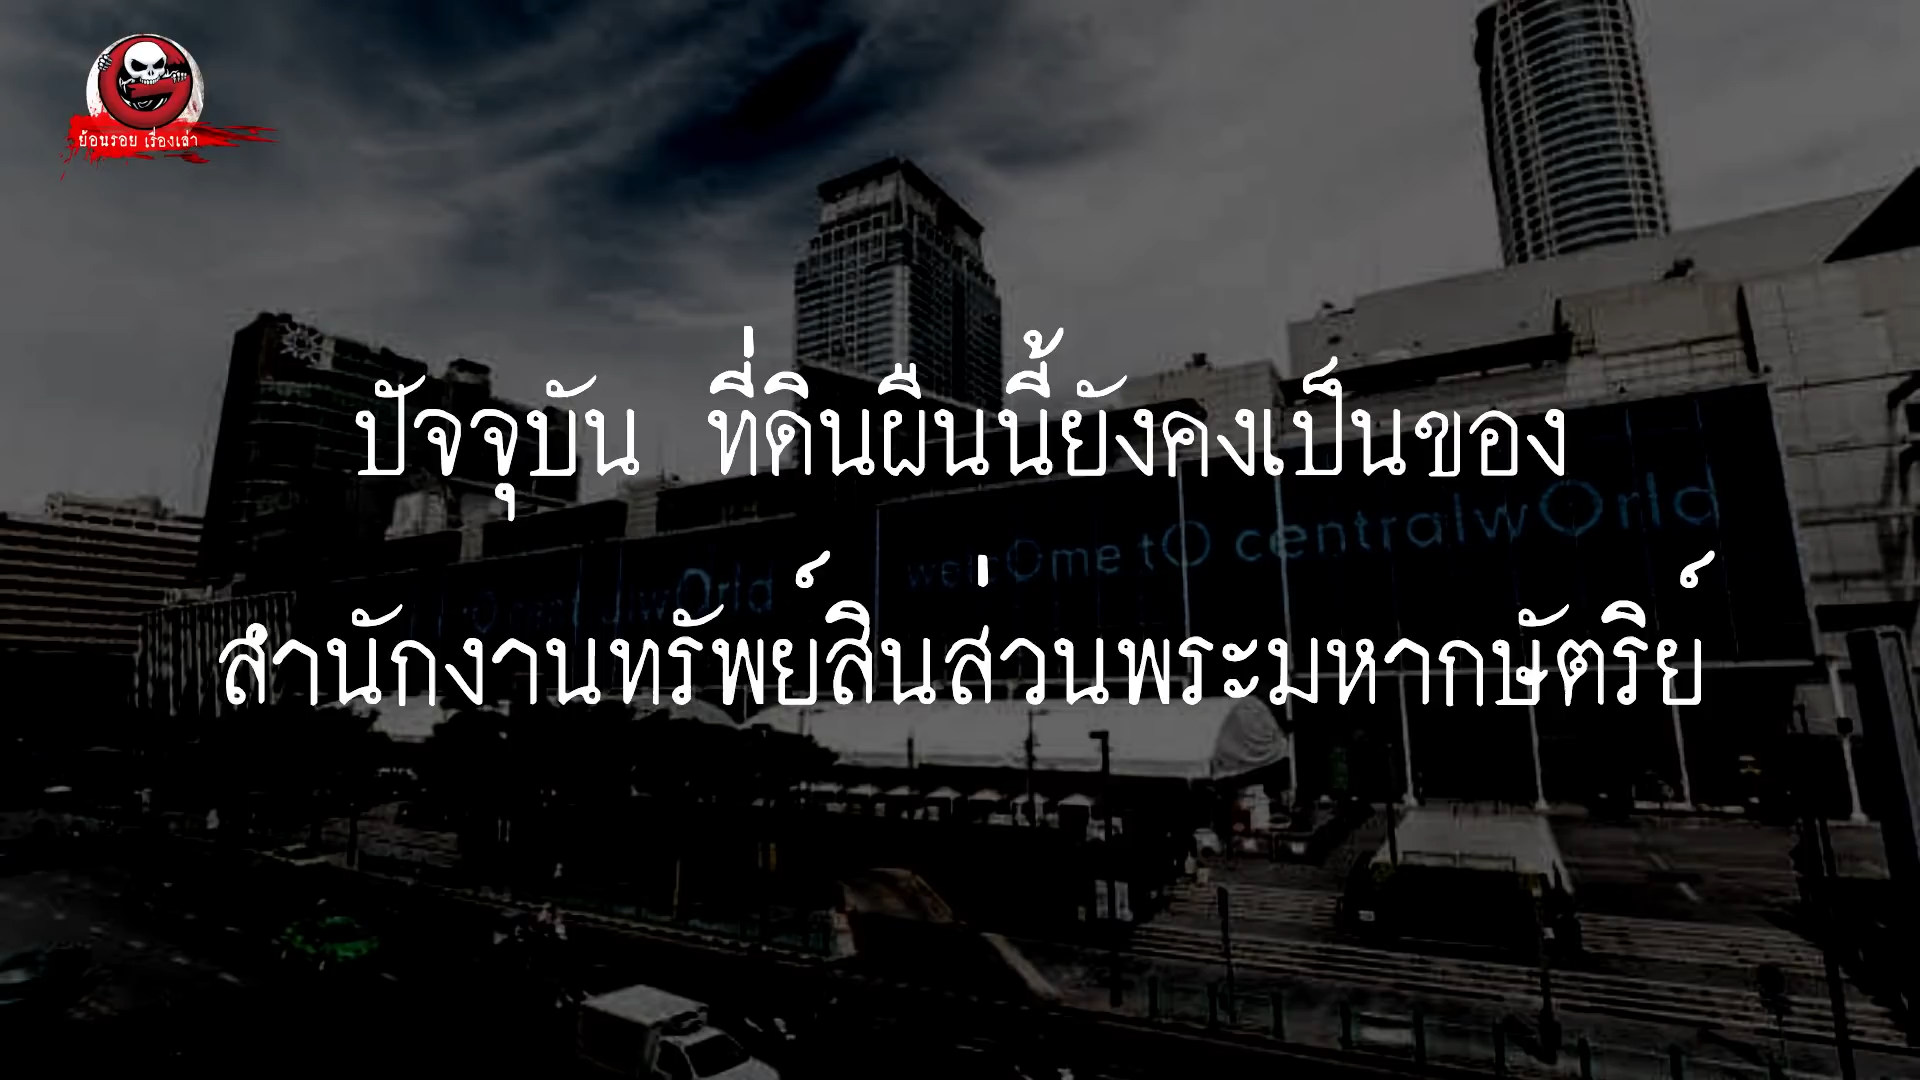 ย้อนรอย เรื่องเล่า
ปัจจุบัน ที่ดินผืนนี้ยังคงเป็นของ
welcOme tO centralwOrld
centralwOrld
สำนักงานทรัพย์สินส่วนพระมหากษัตริย์